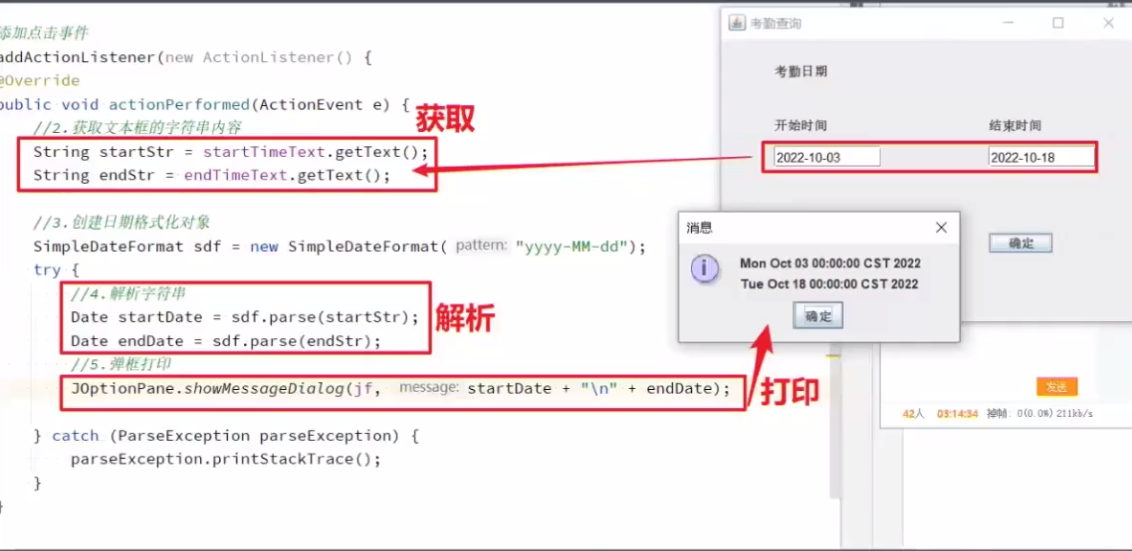 添加点击事件
addActionListener(new ActionListener() {
@Override
public void actionPerformed(ActionEvent e) {
//2.获取文本框的字符串内容
获取
String startStr = startTimeText.getText();
String endStr = endTimeText.getText();
//3.创建日期格式化对象
SimpleDateFormat sdf = new SimpleDateFormat( pattern: "yyyy-MM-dd");
try {
//4.解析字符串
Date startDate = sdf.parse(startStr);
解析
Date endDate = sdf.parse(endStr);
//5.弹框打印
JOptionPane.showMessageDialog(jf, message: startDate + "\n" + endDate);
打印
} catch (ParseException parseException) {
parseException.printStackTrace();
}
}
考勤查询
考勤日期
开始时间
结束时间
2022-10-03
2022-10-18
确定
消息
Mon Oct 03 00:00:00 CST 2022
Tue Oct 18 00:00:00 CST 2022
确定
发送
42人 03:14:34 掉帧: 0(0.0%) 211kb/s